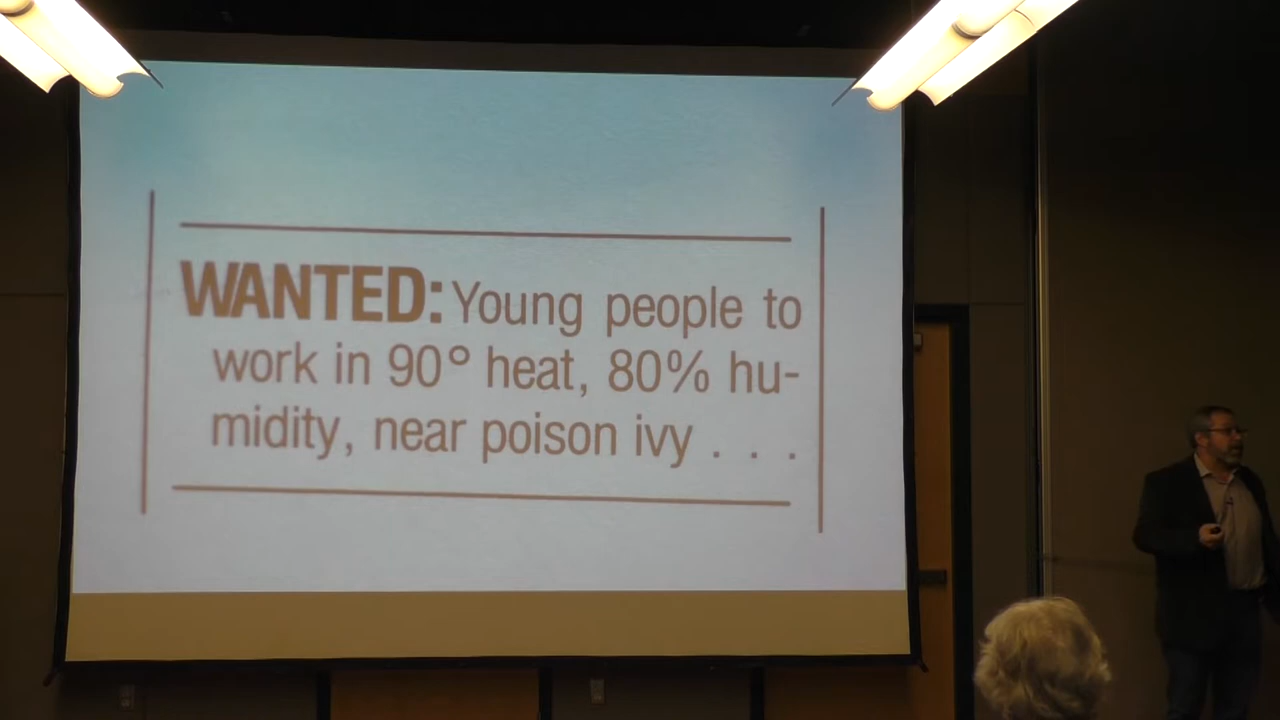 WANTED: Young people to
work in 90° heat, 80% hu-
midity, near poison ivy . . .